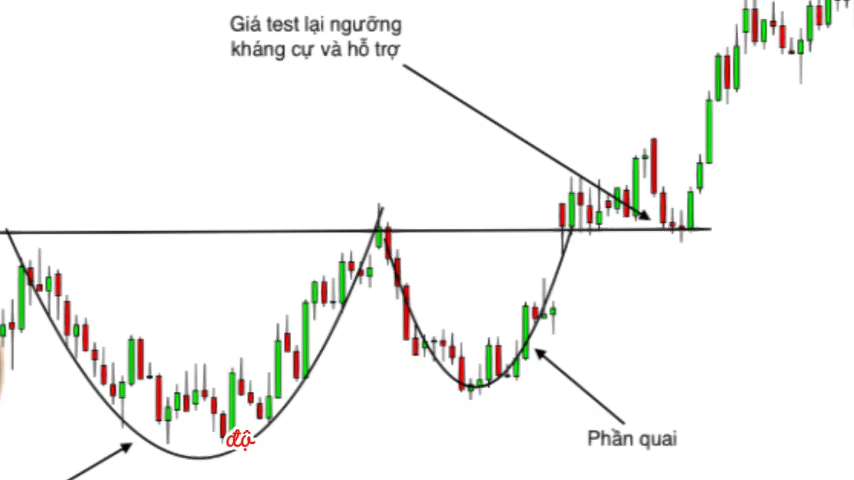 Giá test lại ngưỡng
kháng cự và hỗ trợ
độ
Phần quai